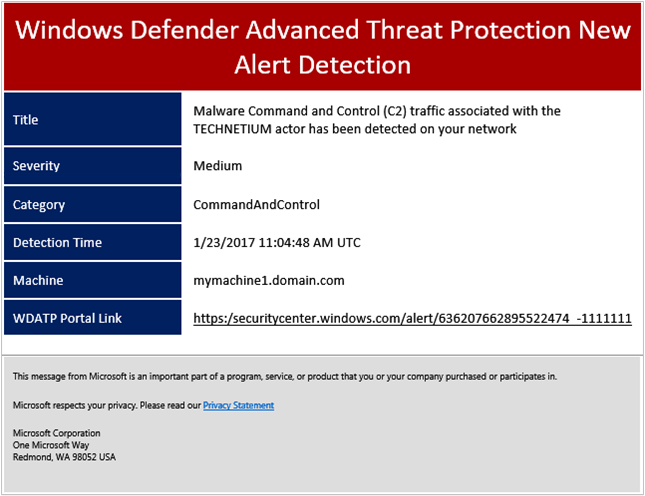 Windows Defender Advanced Threat Protection New
Alert Detection
Title
Malware Command and Control (C2) traffic associated with the
TECHNETIUM actor has been detected on your network
Severity
Medium
Category
CommandAndControl
Detection Time
1/23/2017 11:04:48 AM UTC
Machine
mymachine1.domain.com
WDATP Portal Link
https:/securitycenter.windows.com/alert/636207662895522474_-1111111
This message from Microsoft is an important part of a program, service, or product that you or your company purchased or participates in.
Microsoft respects your privacy. Please read our Privacy Statement
Microsoft Corporation
One Microsoft Way
Redmond, WA 98052 USA